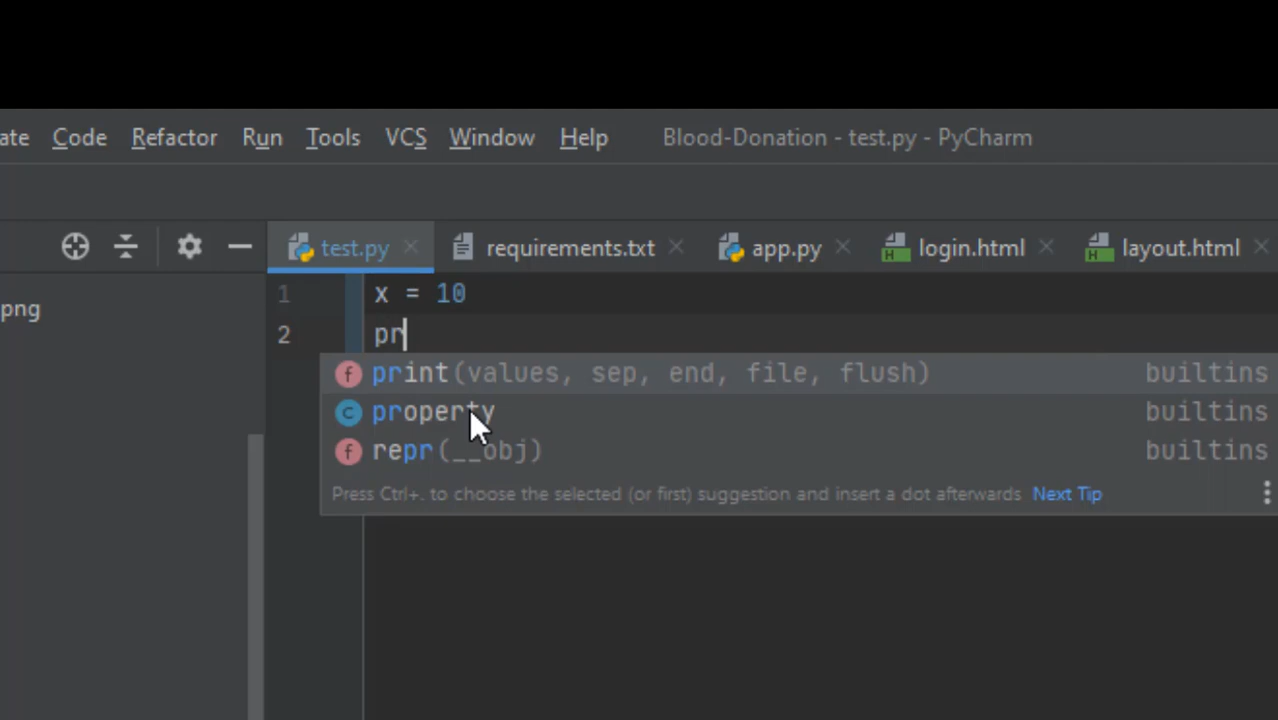 ate Code Refactor Run Tools VCS Window Help Blood-Donation - test.py - PyCharm
test.py requirements.txt app.py login.html layout.html
png
1 x = 10
2 pr
f print(values, sep, end, file, flush) builtins
c property builtins
f repr(__obj) builtins
Press Ctrl+. to choose the selected (or first) suggestion and insert a dot afterwards Next Tip